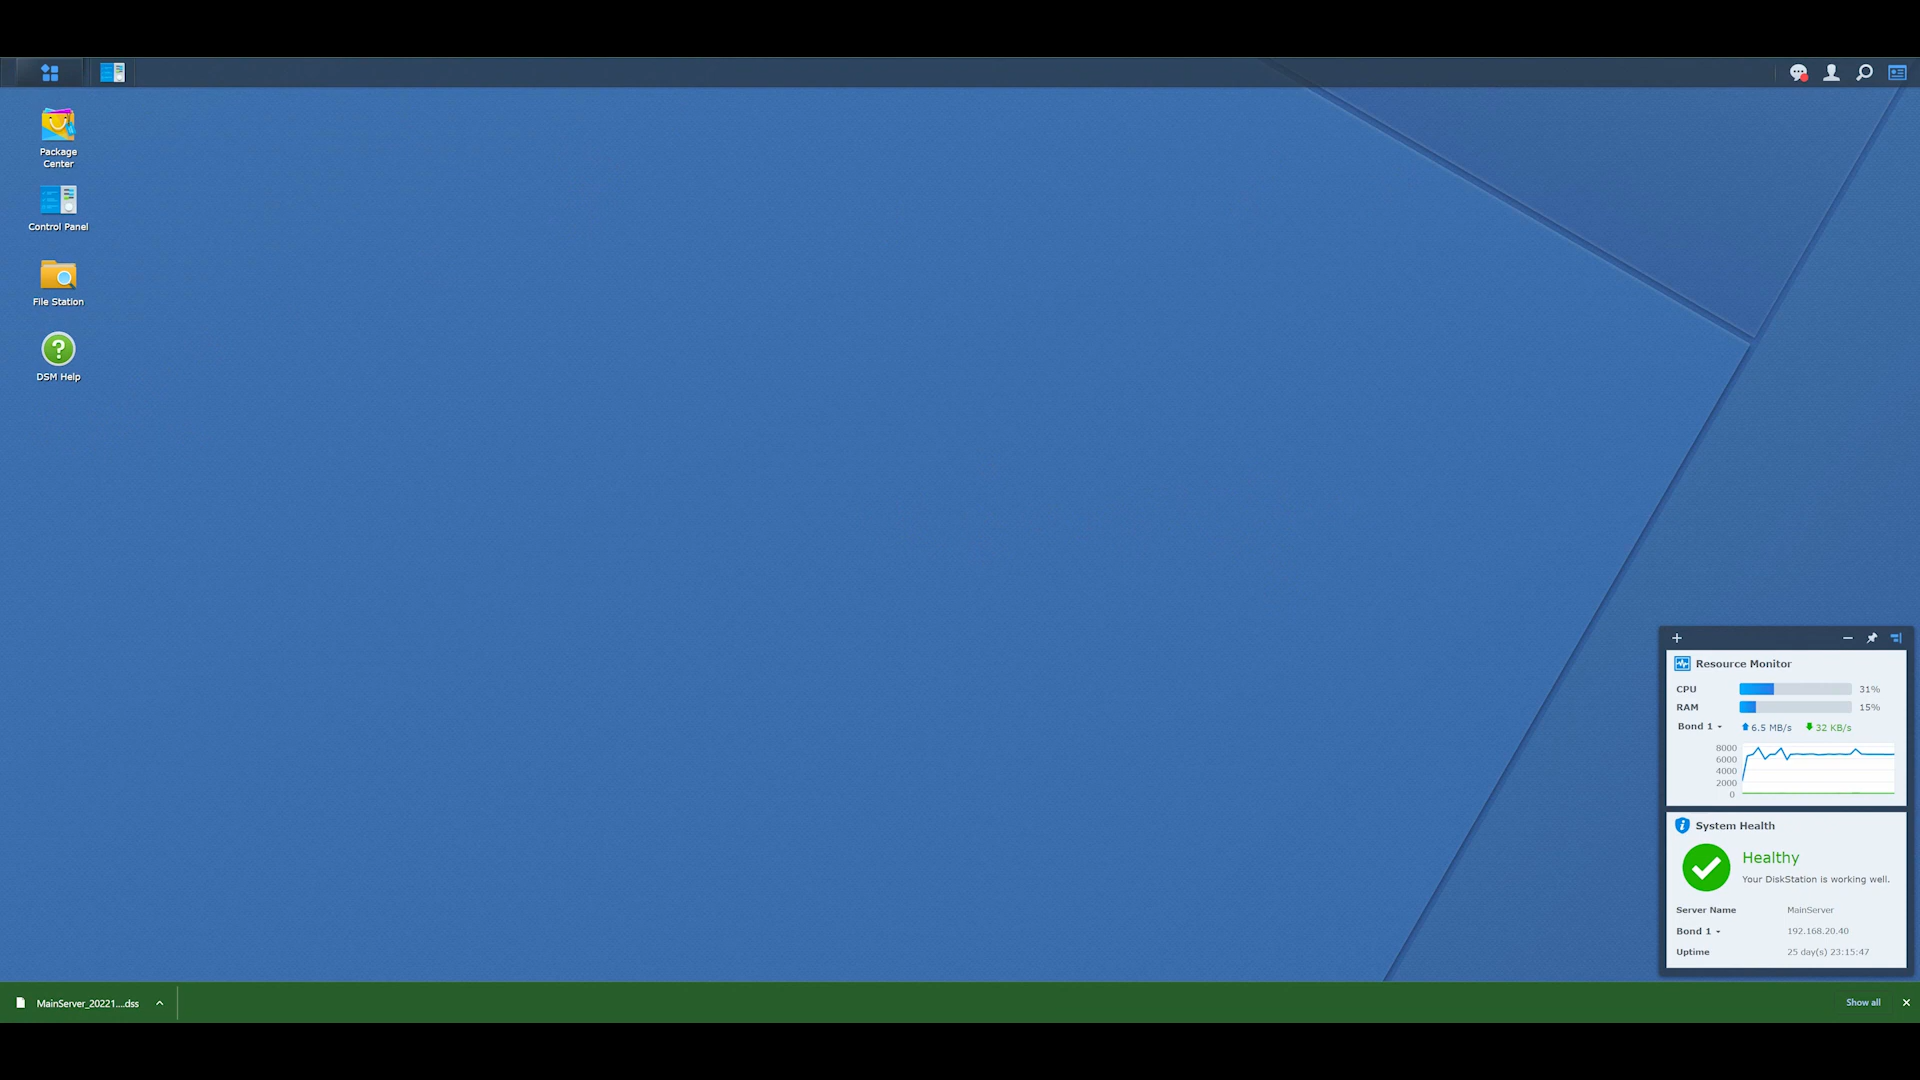 Package
Center
Control Panel
File Station
DSM Help
Resource Monitor
CPU 31%
RAM 15%
Bond 1 6.5 MB/s 32 KB/s
8000
6000
4000
2000
0
System Health
Healthy
Your DiskStation is working well.
Server Name MainServer
Bond 1 192.168.20.40
Uptime 25 day(s) 23:15:47
MainServer_20221....dss
Show all